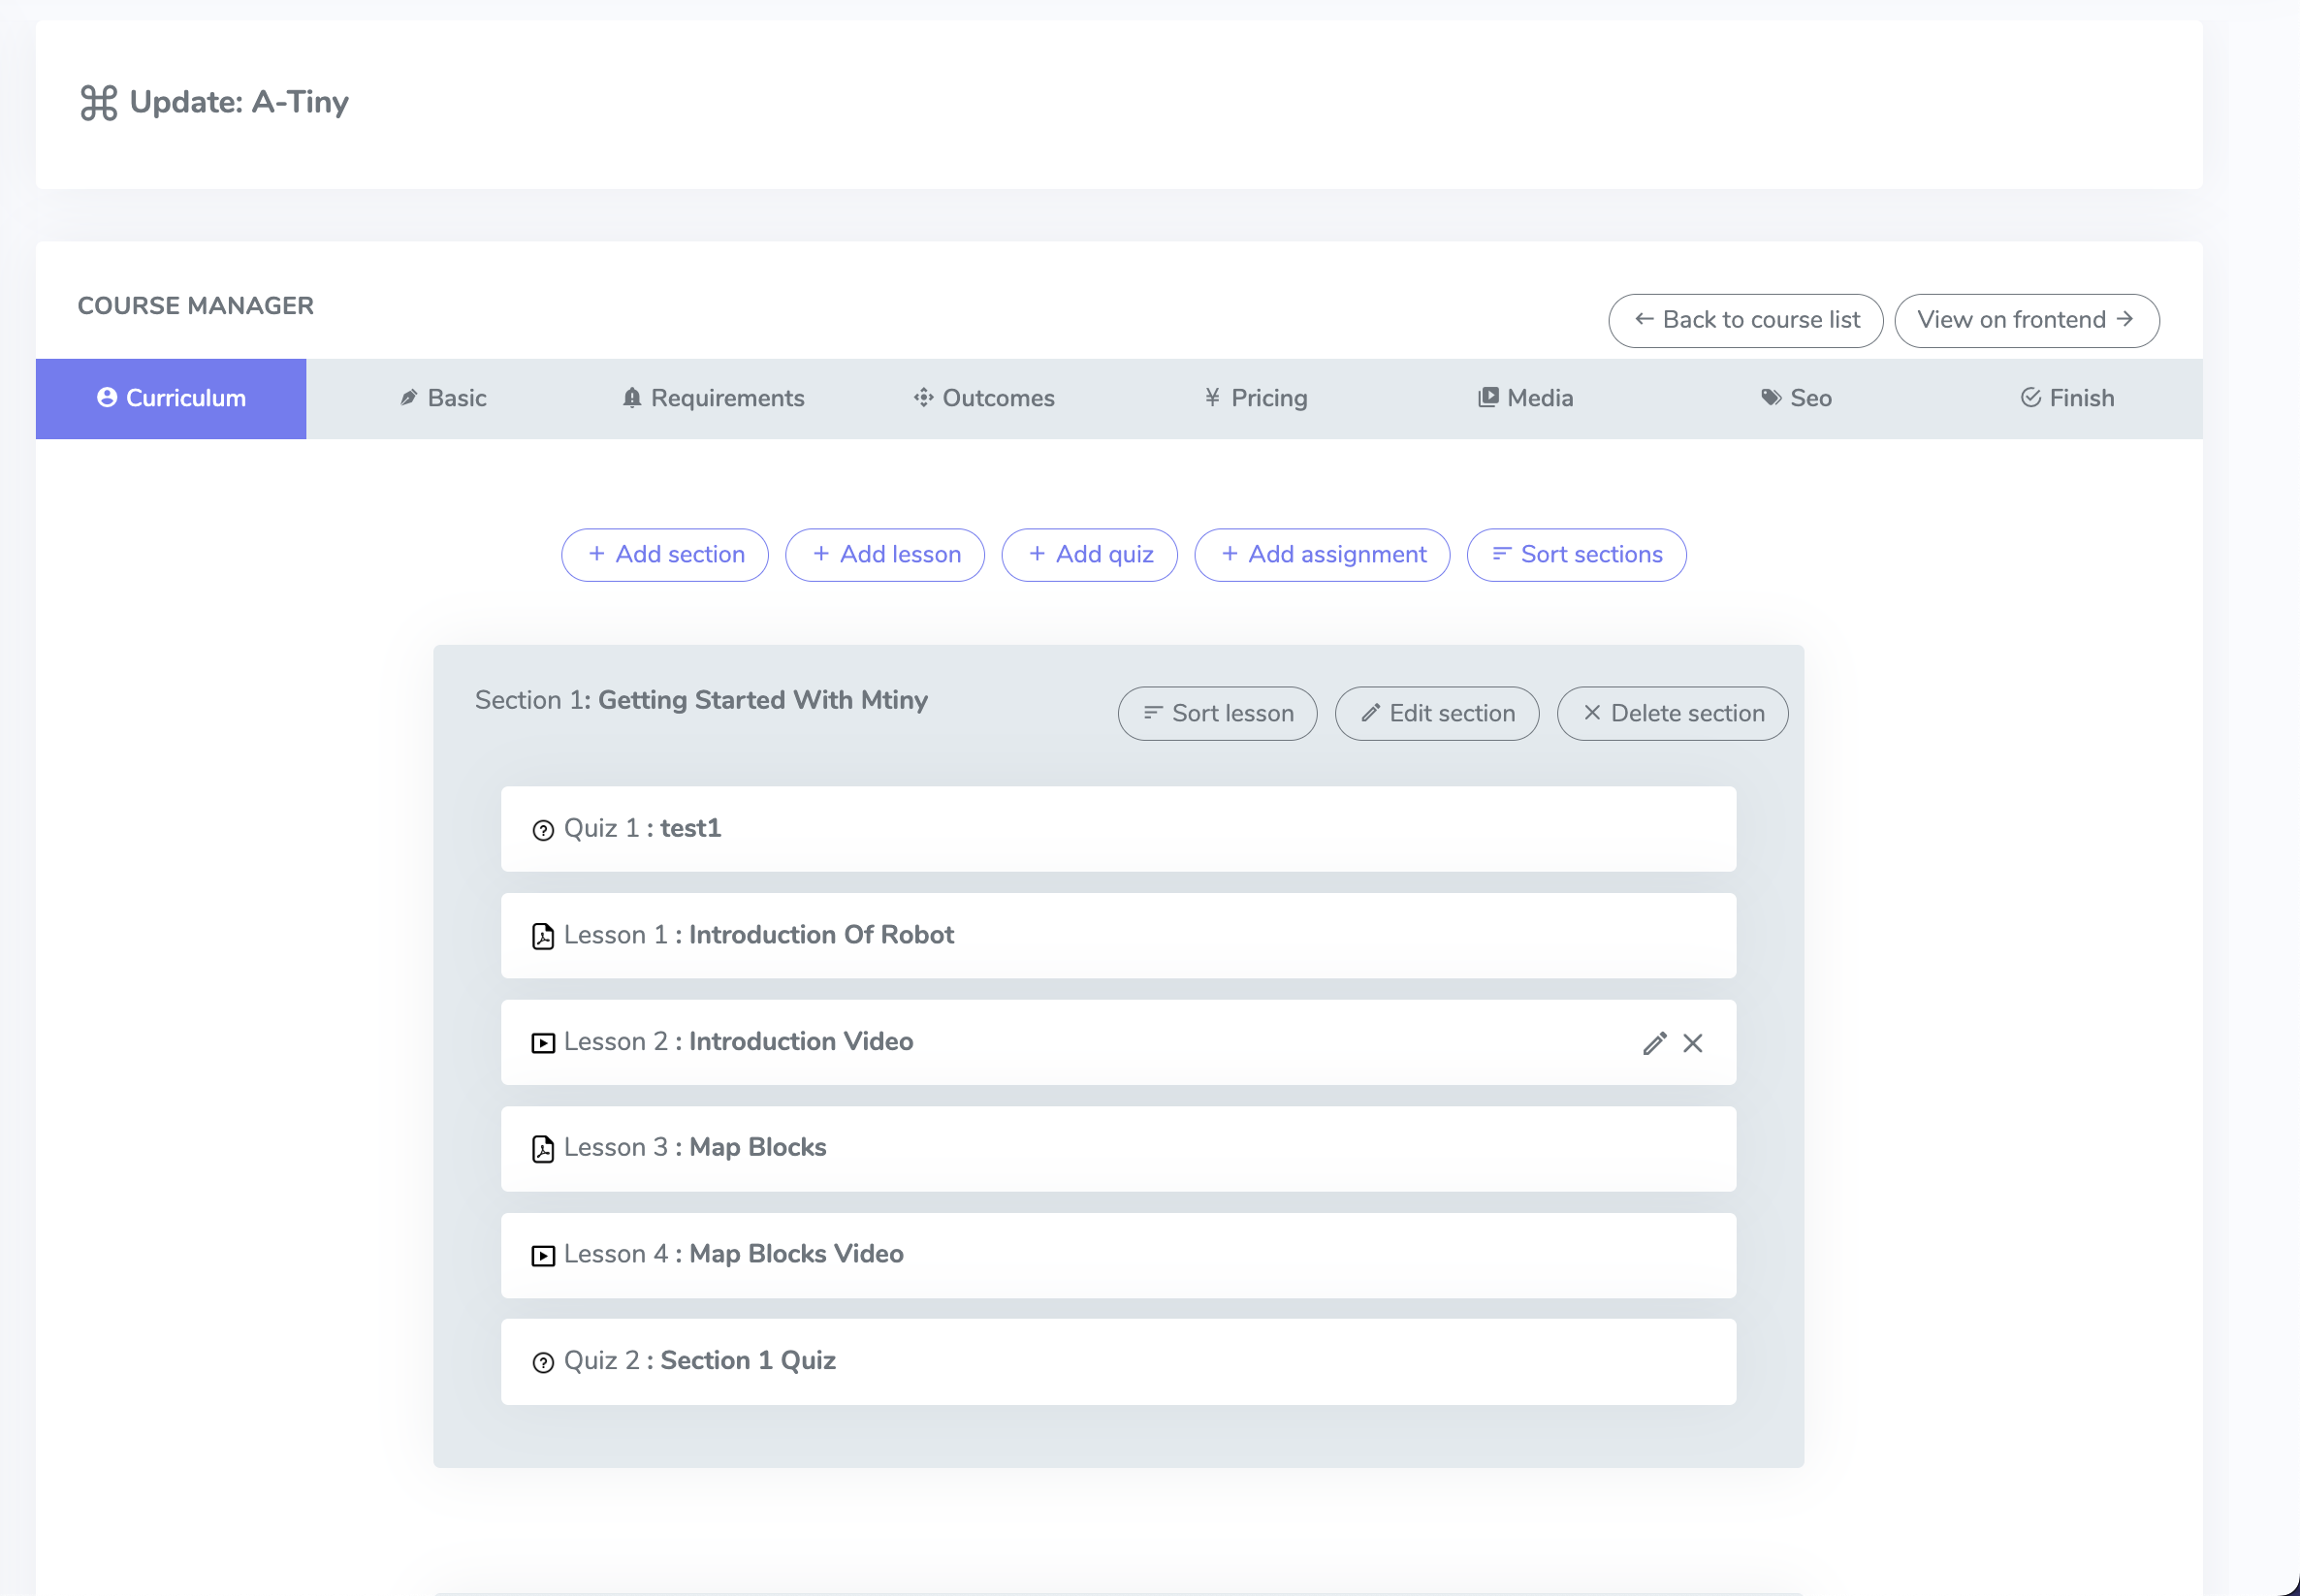 Update: A-Tiny
COURSE MANAGER
Back to course list
View on frontend
Curriculum
Basic
Requirements
Outcomes
¥ Pricing
Media
Seo
Finish
+ Add section
+ Add lesson
+ Add quiz
+ Add assignment
Sort sections
Section 1: Getting Started With Mtiny
Sort lesson
Edit section
Delete section
Quiz 1 : test1
Lesson 1 : Introduction Of Robot
Lesson 2 : Introduction Video
Lesson 3 : Map Blocks
Lesson 4 : Map Blocks Video
Quiz 2 : Section 1 Quiz